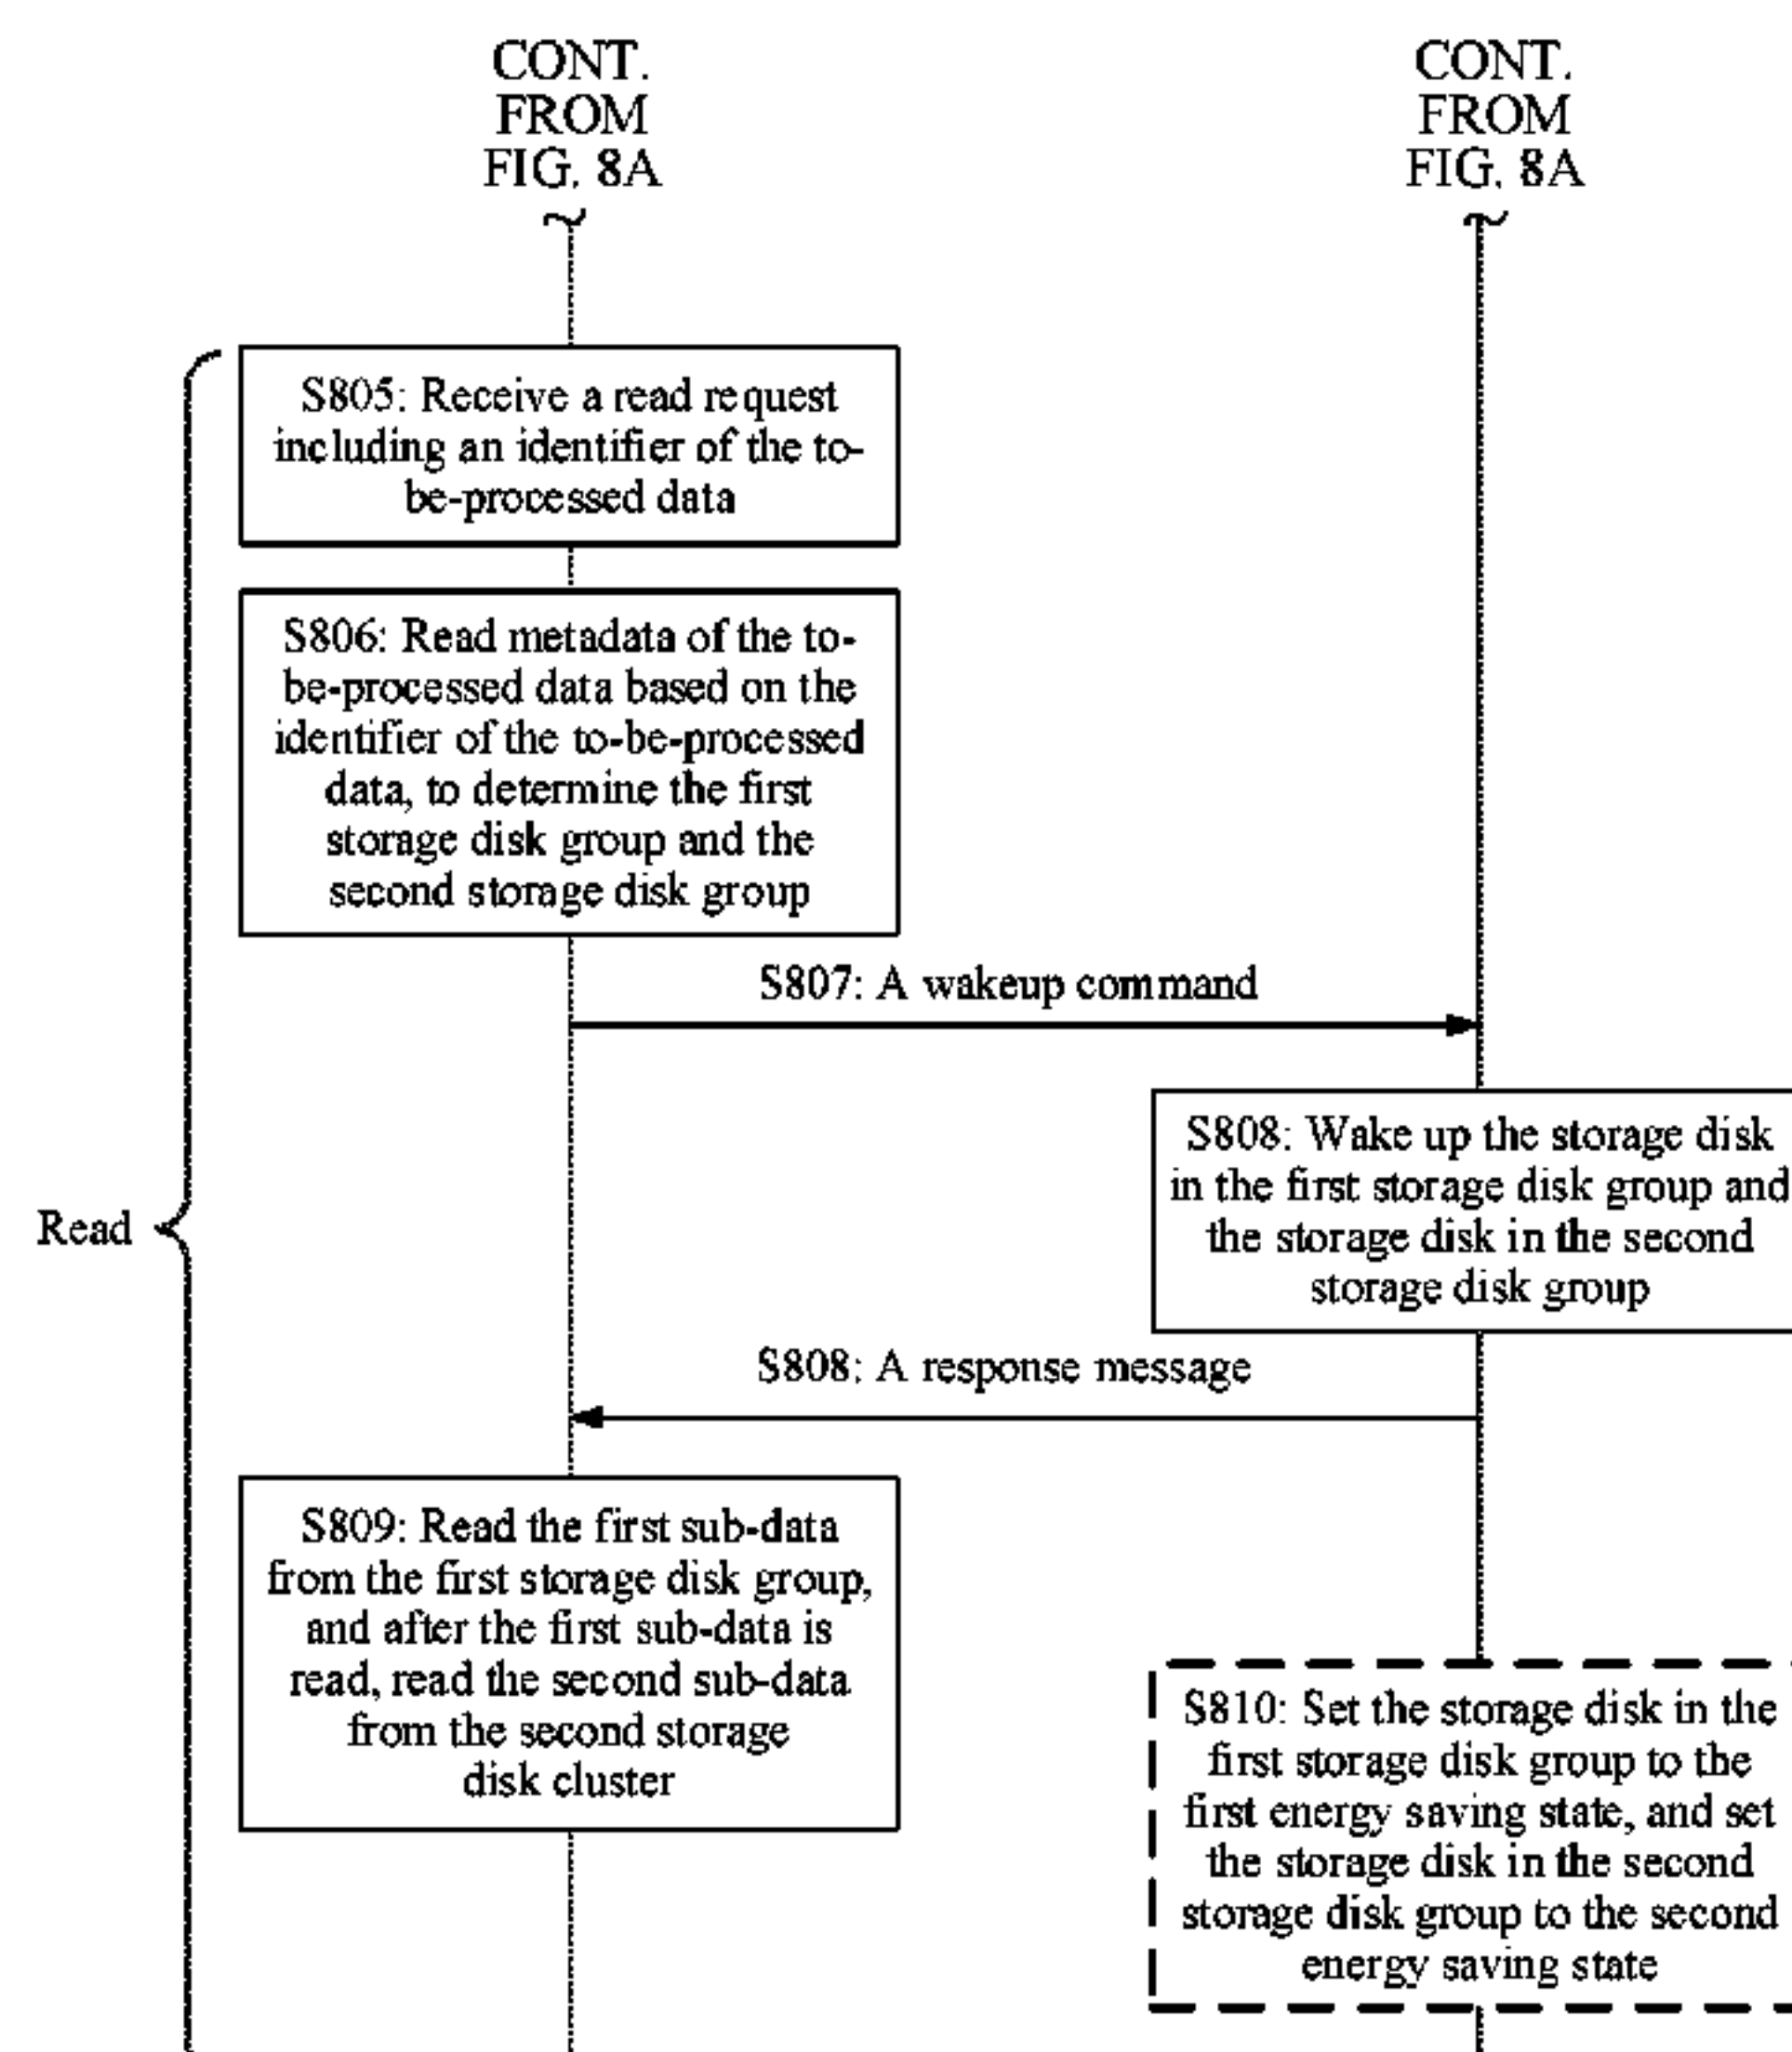 CONT.
FROM
FIG. 8A
CONT.
FROM
FIG. 8A
S805: Receive a read request
including an identifier of the to-
be-processed data
S806: Read metadata of the to-
be-processed data based on the
identifier of the to-be-processed
data, to determine the first
storage disk group and the
second storage disk group
S807: A wakeup command
S808: Wake up the storage disk
in the first storage disk group and
the storage disk in the second
storage disk group
Read
S808: A response message
S809: Read the first sub-data
from the first storage disk group,
and after the first sub-data is
read, read the second sub-data
from the second storage
disk cluster
S810: Set the storage disk in the
first storage disk group to the
first energy saving state, and set
the storage disk in the second
storage disk group to the second
energy saving state